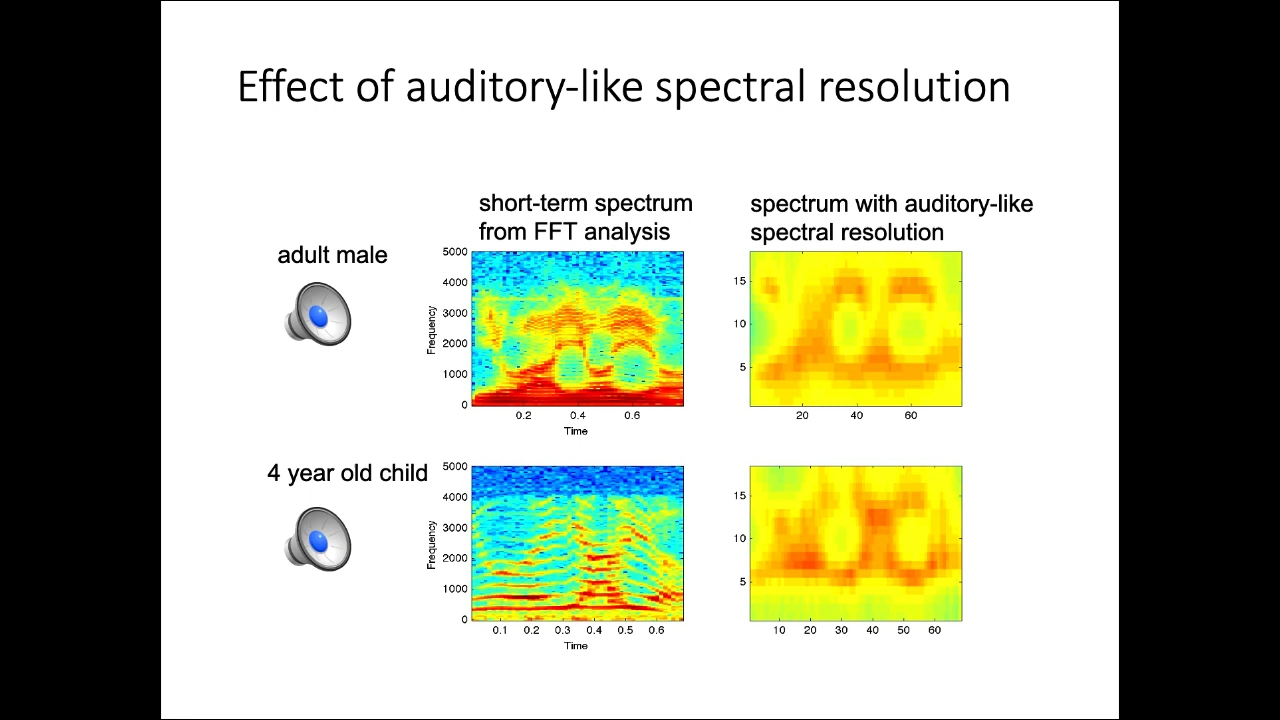 Effect of auditory-like spectral resolution
short-term spectrum
from FFT analysis
spectrum with auditory-like
spectral resolution
adult male
5000
4000
3000
2000
1000
0
Frequency
0.2 0.4 0.6
Time
15
10
5
20 40 60
4 year old child
5000
4000
3000
2000
1000
0
Frequency
0.1 0.2 0.3 0.4 0.5 0.6
Time
15
10
5
10 20 30 40 50 60